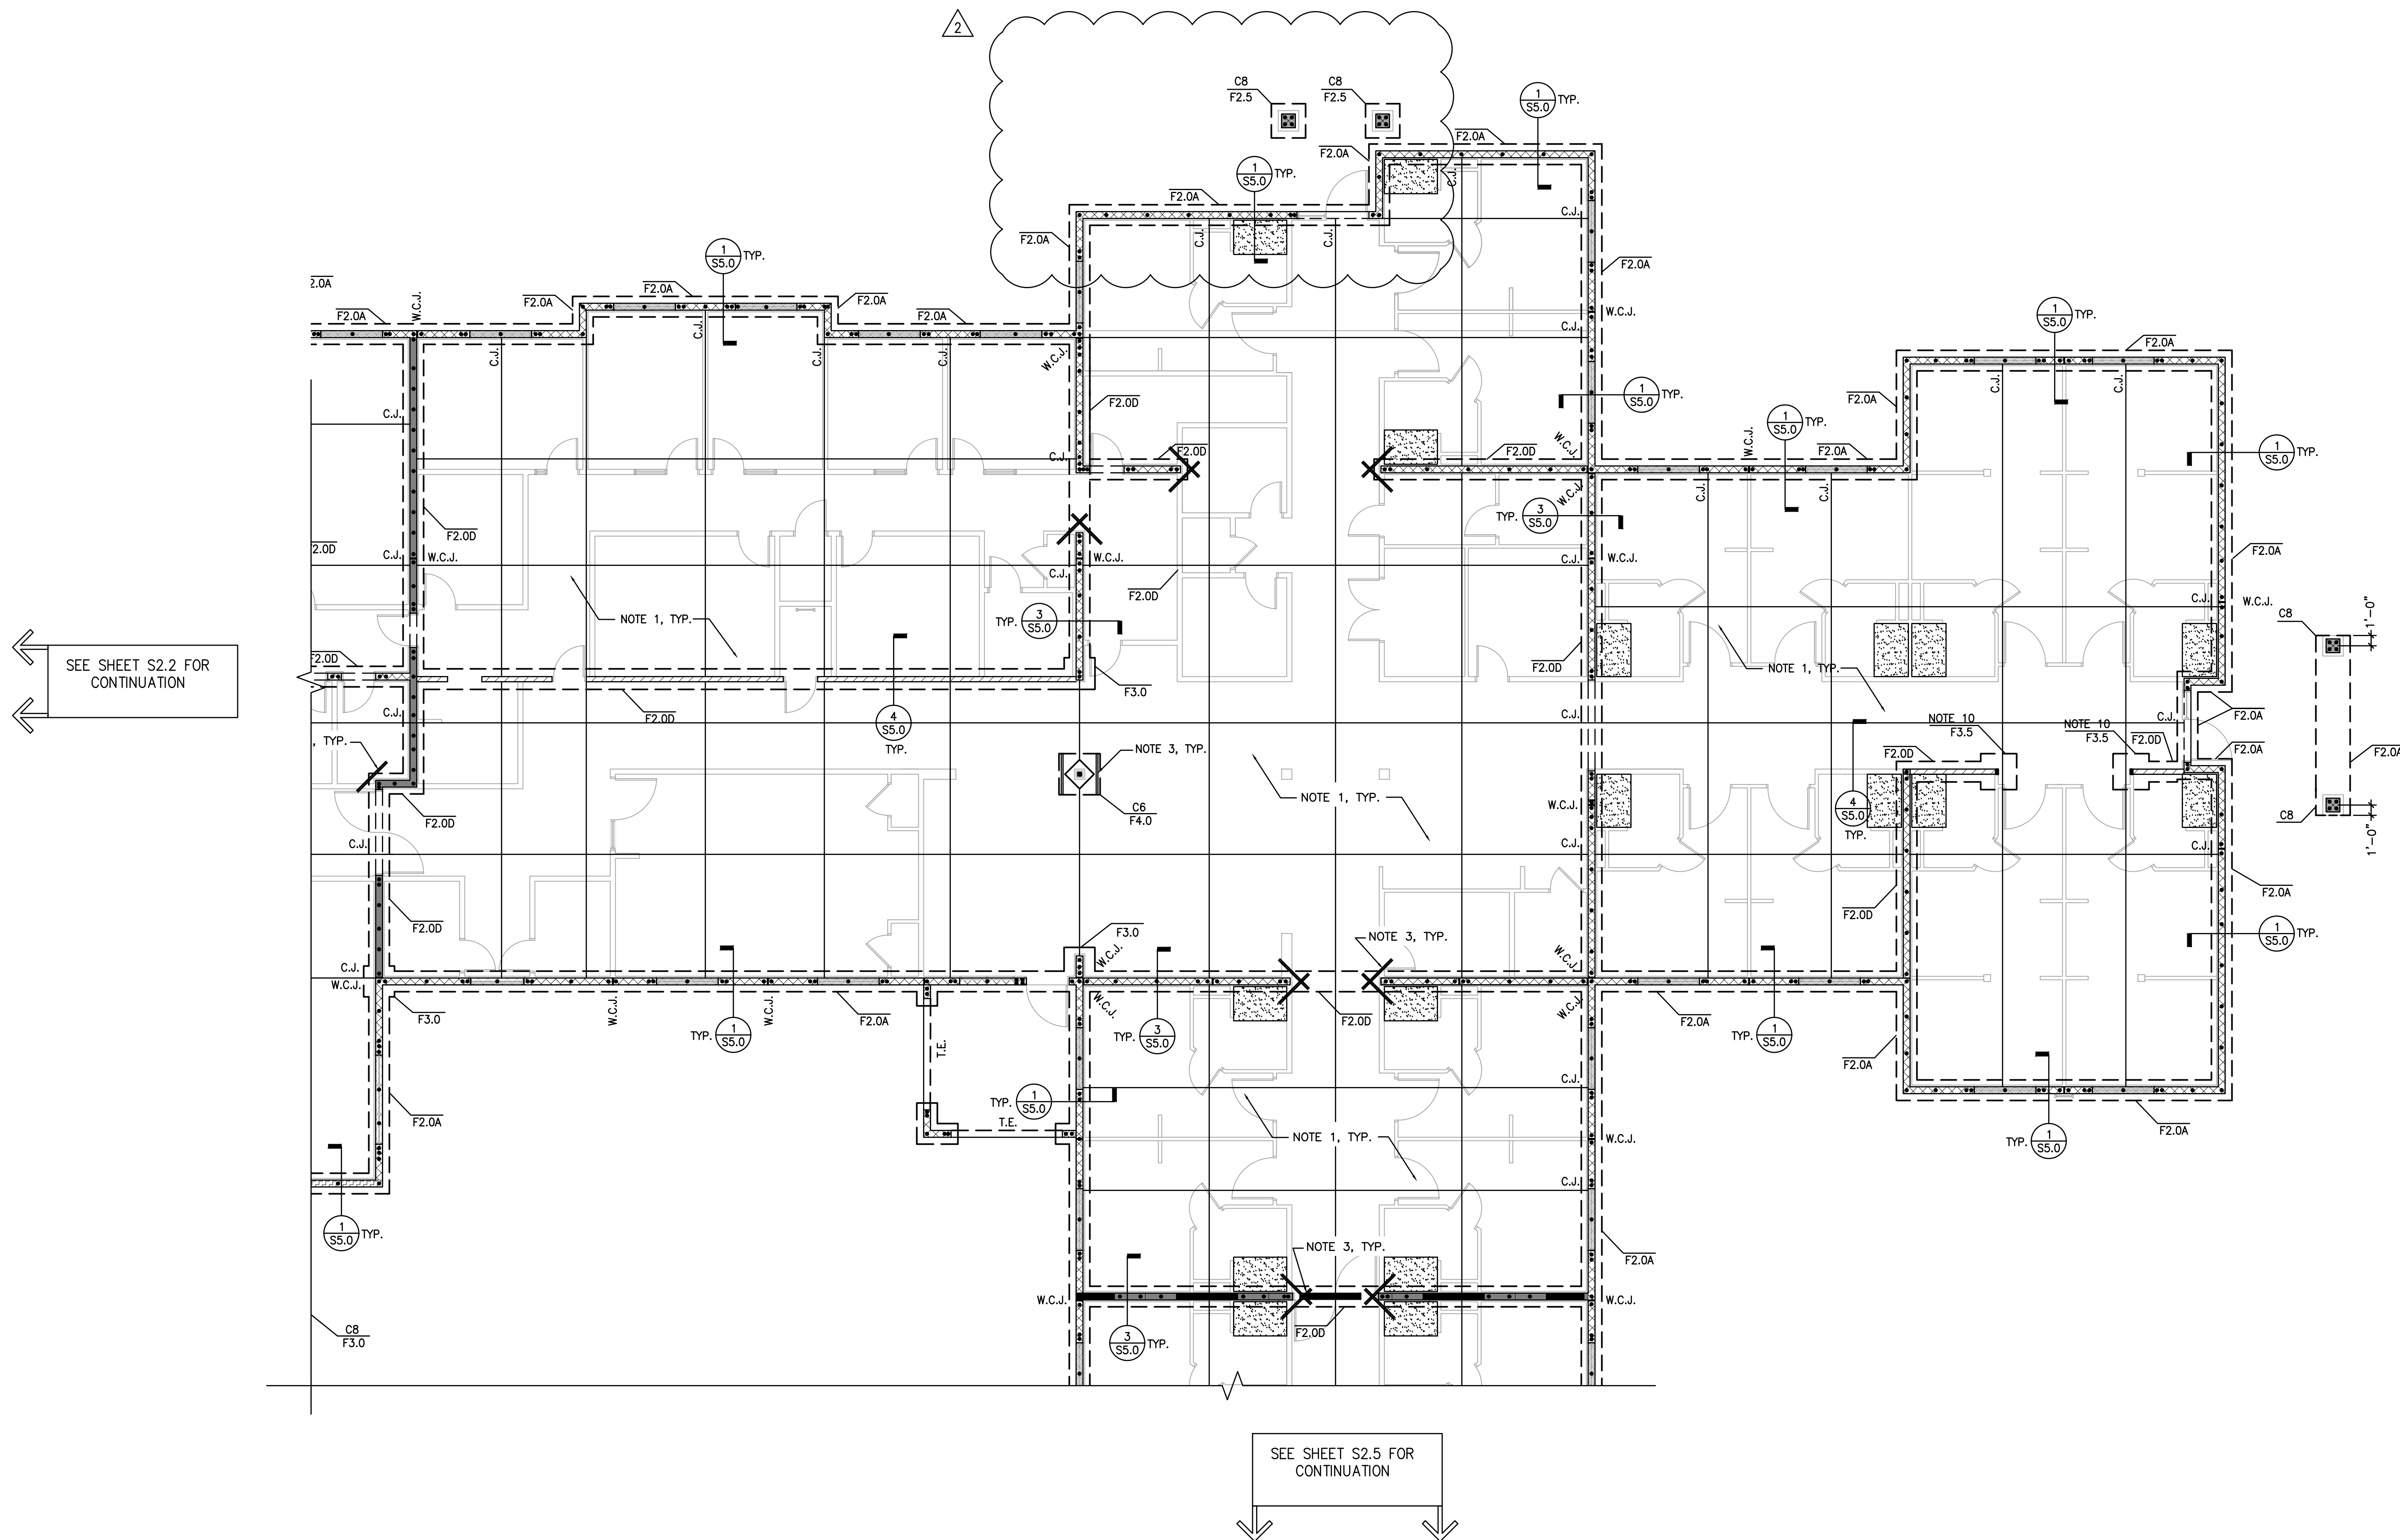 2
C8
F2.5
C8
F2.5
1
S5.0
TYP.
F2.0A
F2.0A
1
S5.0
TYP.
F2.0A
C.J.
C.J.
F2.0A
C.J.
C.J.
1
S5.0
TYP.
F2.0A
2.0A
F2.0A
F2.0A
F2.0A
F2.0A
F2.0A
W.C.J.
W.C.J.
C.J.
1
S5.0
TYP.
F2.0A
C.J.
C.J.
C.J.
C.J.
W.C.J.
C.J.
C.J.
F2.0A
1
S5.0
TYP.
F2.0D
C.J.
1
S5.0
TYP.
F2.0A
C.J.
F2.0D
F2.0D
W.C.J.
W.C.J.
F2.0A
1
S5.0
TYP.
W.C.J.
C.J.
C.J.
TYP.
3
S5.0
F2.0D
2.0D
C.J.
W.C.J.
C.J.
W.C.J.
C.J.
W.C.J.
F2.0A
F2.0D
NOTE 1, TYP.
TYP.
3
S5.0
C.J.
W.C.J.
C8
1'-0"
F2.0D
F2.0D
NOTE 1, TYP.
F3.0
SEE SHEET S2.2 FOR
CONTINUATION
C.J.
F2.0D
4
S5.0
TYP.
C.J.
C.J.
F2.0A
NOTE 10
F3.5
NOTE 10
F3.5
F2.0D
F2.0D
F2.0A
F2.0A
, TYP.
NOTE 3, TYP.
NOTE 1, TYP.
C6
F4.0
W.C.J.
4
S5.0
TYP.
C8
1'-0"
F2.0D
C.J.
C.J.
C.J.
F2.0A
F2.0D
F2.0D
F3.0
NOTE 3, TYP.
1
S5.0
TYP.
W.C.J.
W.C.J.
C.J.
W.C.J.
F3.0
W.C.J.
W.C.J.
F2.0A
W.C.J.
F2.0D
W.C.J.
F2.0A
TYP.
1
S5.0
TYP.
3
S5.0
TYP.
1
S5.0
T.E.
F2.0A
C.J.
F2.0A
TYP.
1
S5.0
T.E.
F2.0A
NOTE 1, TYP.
W.C.J.
TYP.
1
S5.0
C.J.
1
S5.0
TYP.
NOTE 3, TYP.
F2.0A
W.C.J.
W.C.J.
C8
F3.0
3
S5.0
TYP.
F2.0D
SEE SHEET S2.5 FOR
CONTINUATION